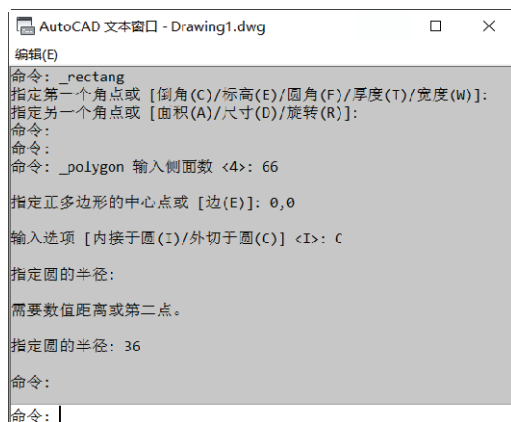 AutoCAD 文本窗口 - Drawing1.dwg
编辑(E)
命令: _rectang
指定第一个角点或 [倒角(C)/标高(E)/圆角(F)/厚度(T)/宽度(W)]:
指定另一个角点或 [面积(A)/尺寸(D)/旋转(R)]:
命令:
命令:
命令: _polygon 输入侧面数 <4>: 66
指定正多边形的中心点或 [边(E)]: 0,0
输入选项 [内接于圆(I)/外切于圆(C)] <I>: C
指定圆的半径:
需要数值距离或第二点。
指定圆的半径: 36
命令:
命令: